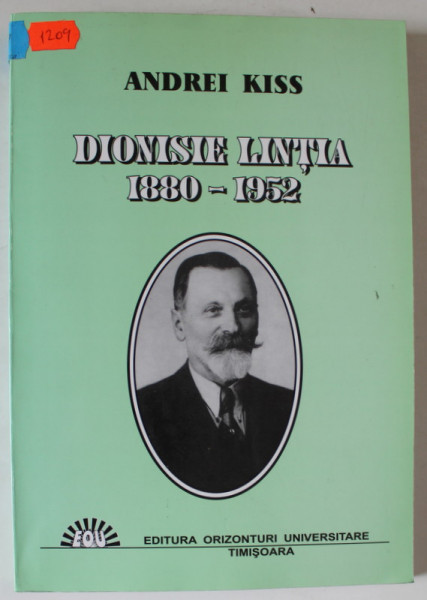 1209
ANDREI KISS
DIONISIE LINȚIA
1880 - 1952
EOU
EDITURA ORIZONTURI UNIVERSITARE
TIMIȘOARA